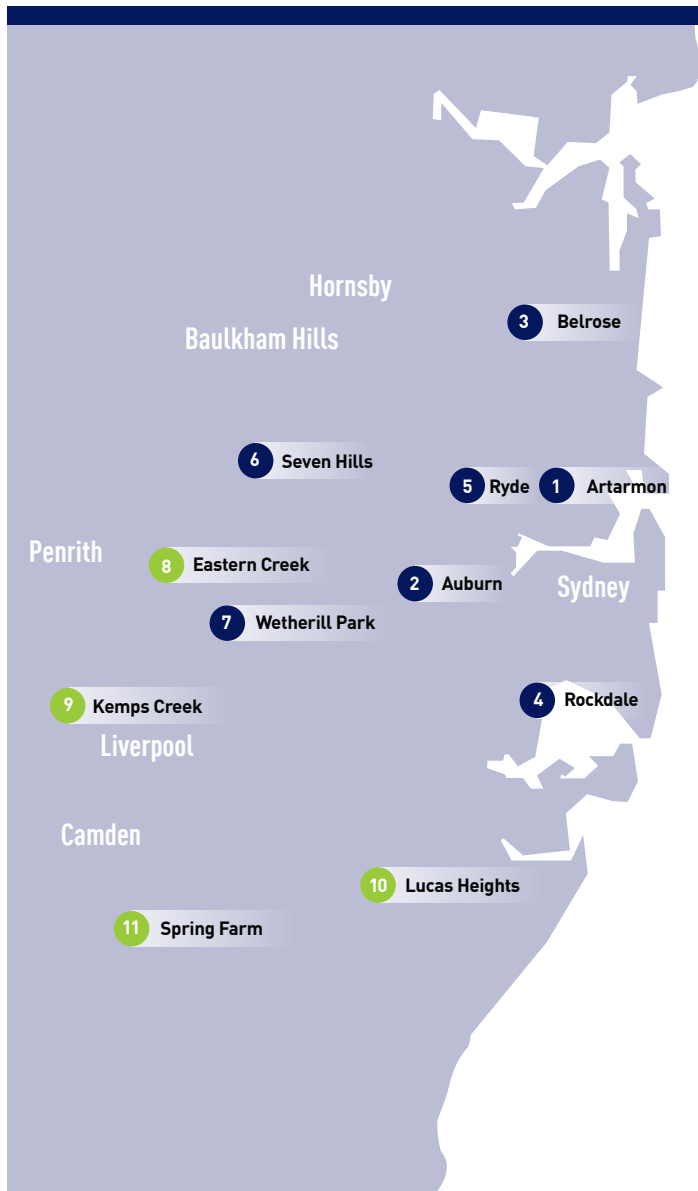 Hornsby
3 Belrose
Baulkham Hills
6 Seven Hills
5 Ryde
1 Artarmon
Penrith
8 Eastern Creek
2 Auburn
Sydney
7 Wetherill Park
4 Rockdale
9 Kemps Creek
Liverpool
Camden
10 Lucas Heights
11 Spring Farm